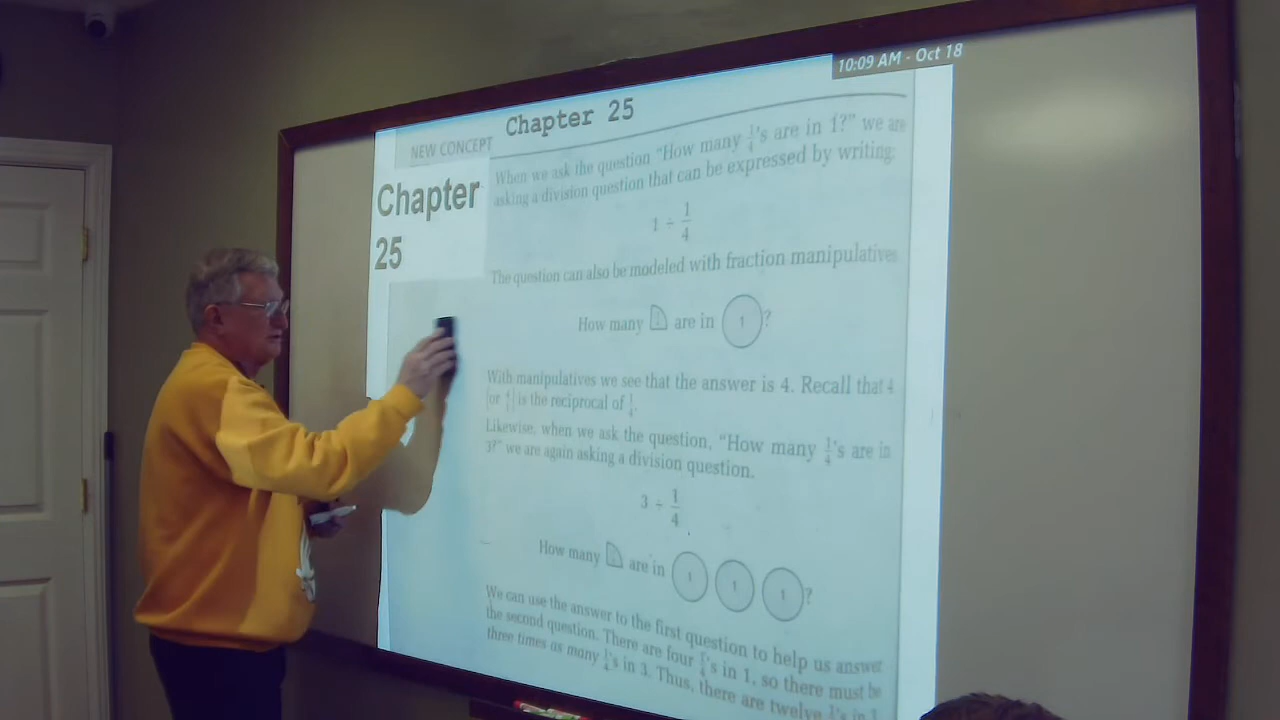 10:09 AM - Oct 18
Chapter 25
NEW CONCEPT
Chapter
25
When we ask the question "How many 1/4's are in 1?" we are
asking a division question that can be expressed by writing
1 ÷ 1/4
The question can also be modeled with fraction manipulatives
How many are in 1 ?
With manipulatives we see that the answer is 4. Recall that 4
(or 4/1) is the reciprocal of 1/4.
Likewise, when we ask the question, "How many 1/4's are in
3?" we are again asking a division question.
3 ÷ 1/4
How many are in 1 1 1 ?
We can use the answer to the first question to help us answer
the second question. There are four 1/4's in 1, so there must be
three times as many 1/4's in 3. Thus, there are twelve 1/4's in